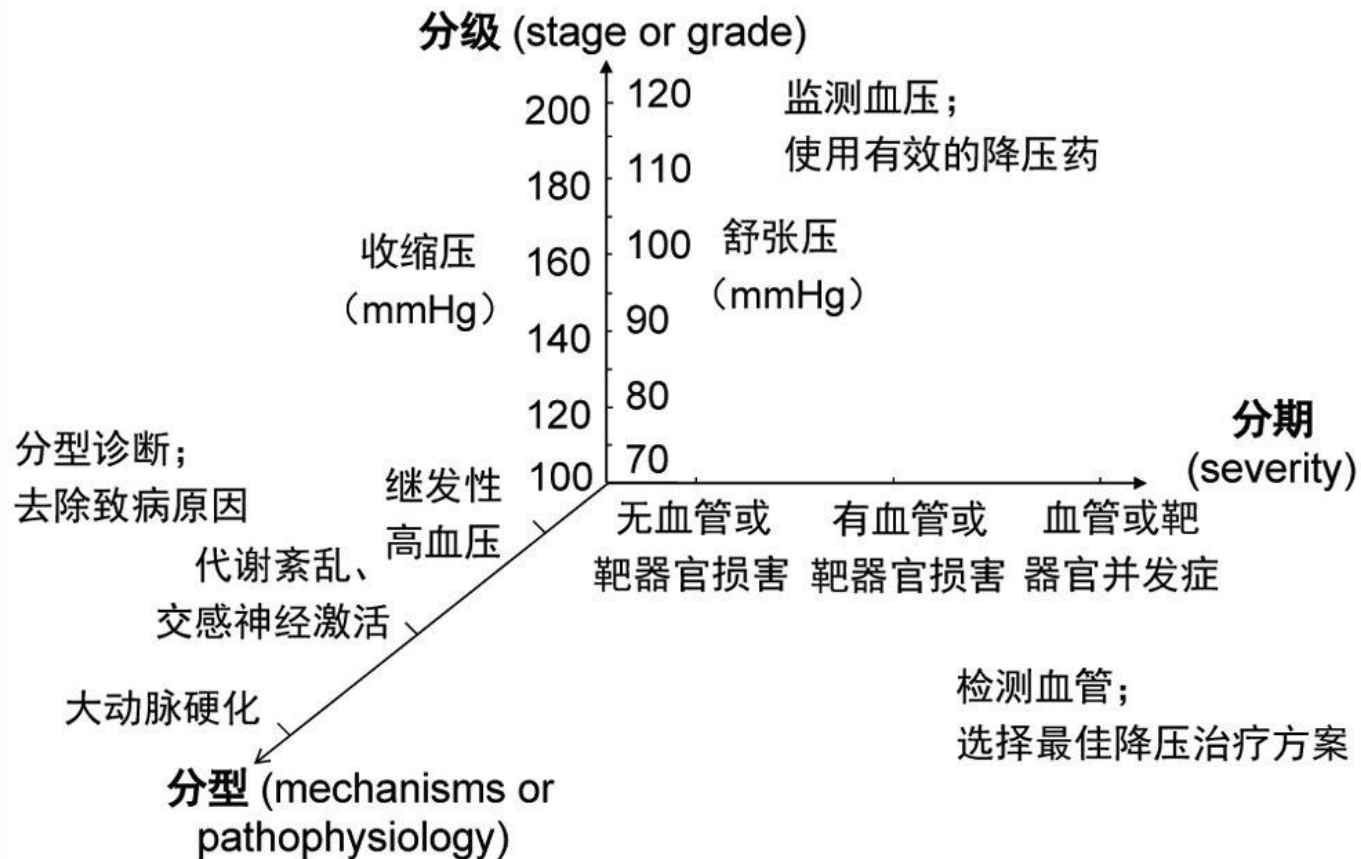 分级 (stage or grade)
200
180
160
140
120
100
120
110
100
90
80
70
监测血压；
使用有效的降压药
收缩压
（mmHg）
舒张压
（mmHg）
分期
(severity)
无血管或
靶器官损害
有血管或
靶器官损害
血管或靶
器官并发症
检测血管；
选择最佳降压治疗方案
分型诊断；
去除致病原因
继发性
高血压
代谢紊乱、
交感神经激活
大动脉硬化
分型 (mechanisms or
pathophysiology)